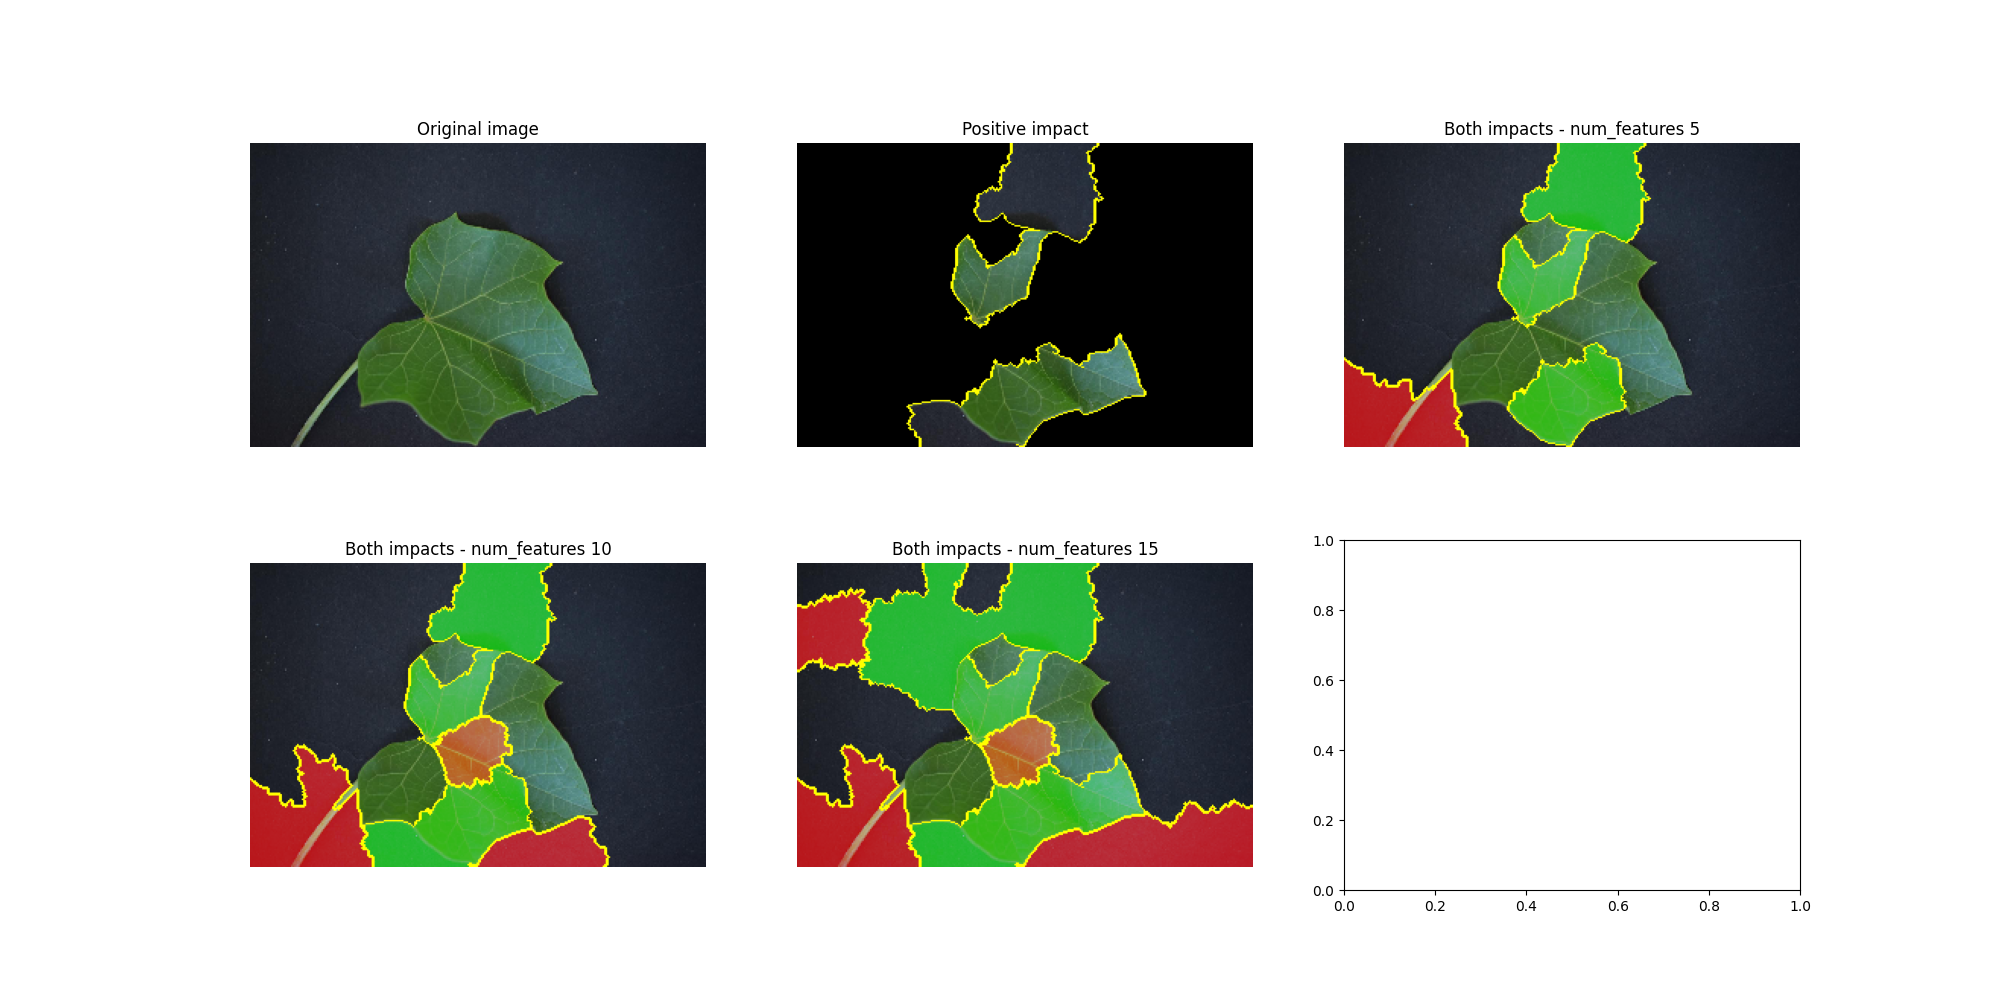 Original image
Positive impact
Both impacts - num_features 5
Both impacts - num_features 10
Both impacts - num_features 15
1.0
0.8
0.6
0.4
0.2
0.0
0.0 0.2 0.4 0.6 0.8 1.0